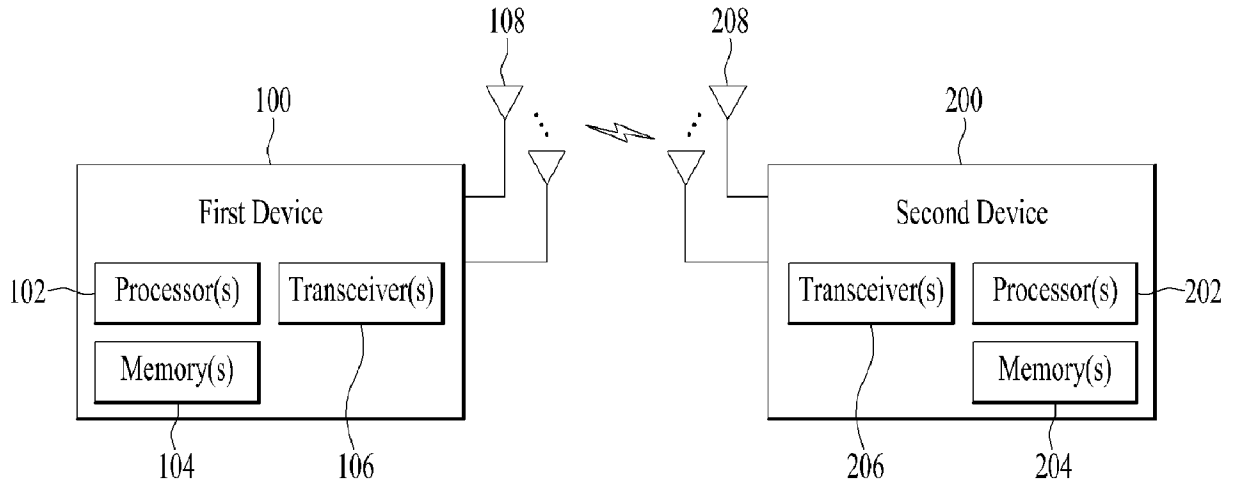 108
208
100
200
First Device
Second Device
102
Processor(s)
Transceiver(s)
Transceiver(s)
Processor(s)
202
Memory(s)
Memory(s)
104
106
206
204